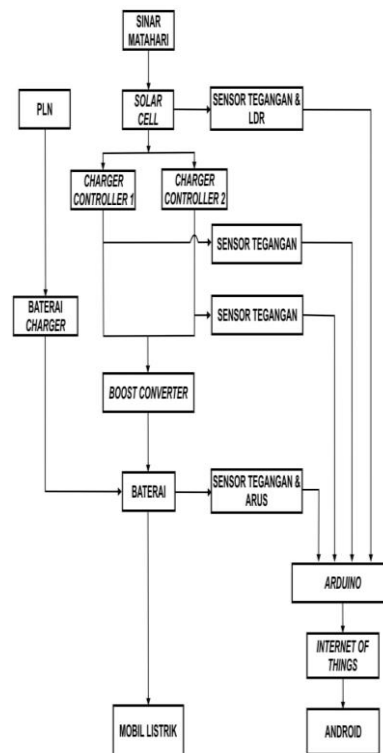 SINAR
MATAHARI
PLN
SOLAR
CELL
SENSOR TEGANGAN &
LDR
CHARGER
CONTROLLER 1
CHARGER
CONTROLLER 2
SENSOR TEGANGAN
BATERAI
CHARGER
SENSOR TEGANGAN
BOOST CONVERTER
BATERAI
SENSOR TEGANGAN &
ARUS
ARDUINO
INTERNET OF
THINGS
MOBIL LISTRIK
ANDROID